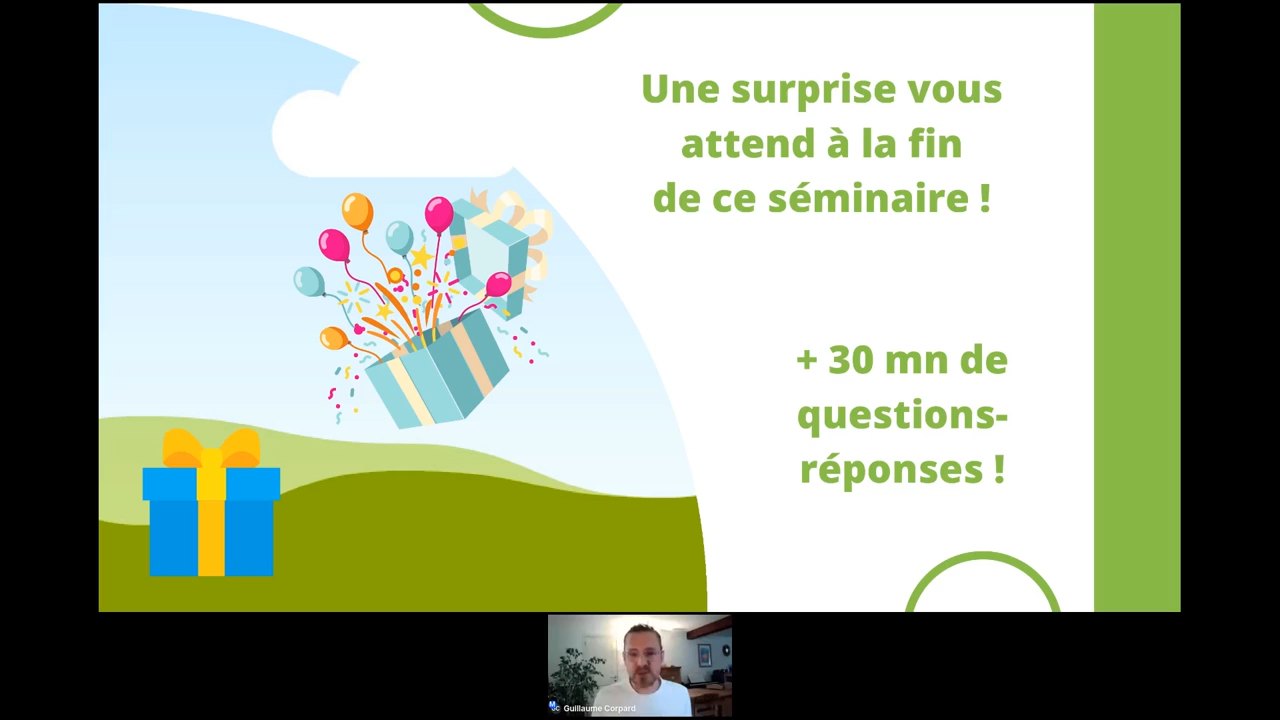 Une surprise vous
attend à la fin
de ce séminaire !
+ 30 mn de
questions-
réponses !
Guillaume Corpard